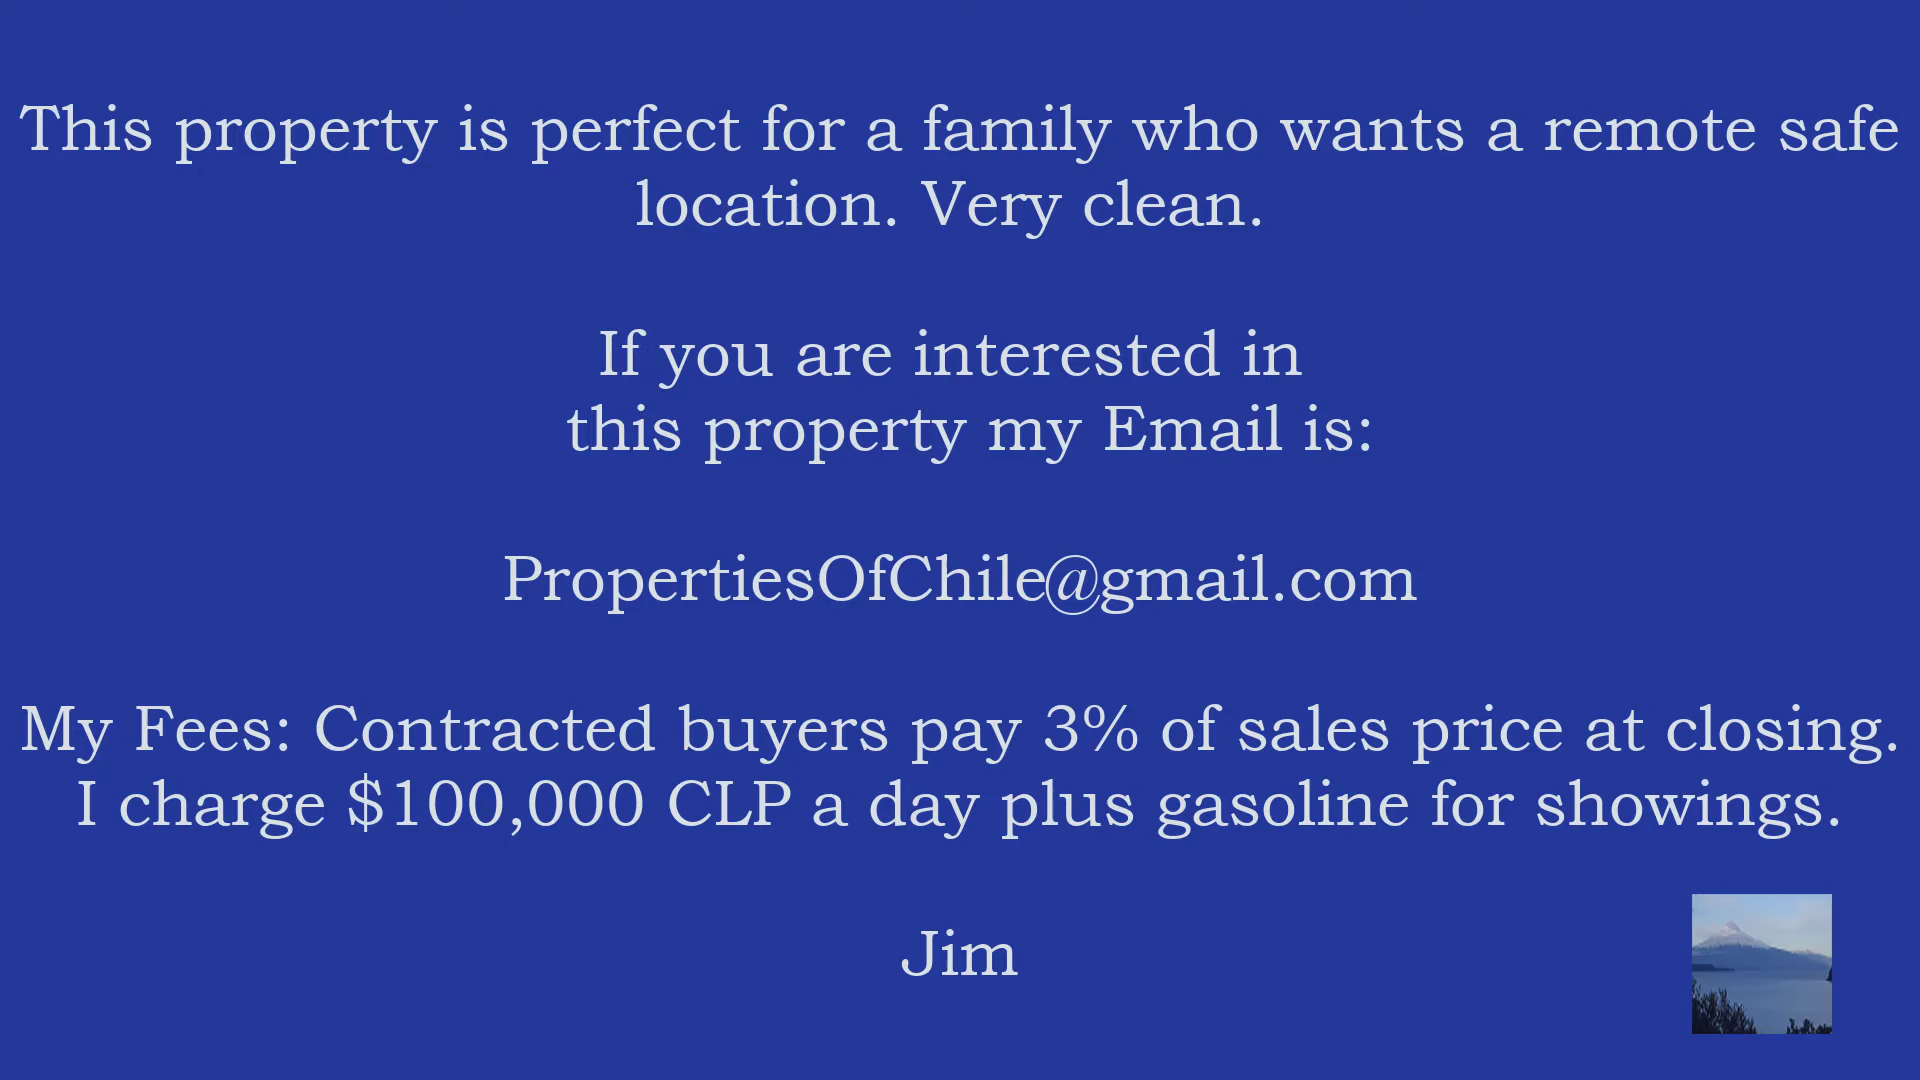 This property is perfect for a family who wants a remote safe
location. Very clean.
If you are interested in
this property my Email is:
PropertiesOfChile@gmail.com
My Fees: Contracted buyers pay 3% of sales price at closing.
I charge $100,000 CLP a day plus gasoline for showings.
Jim